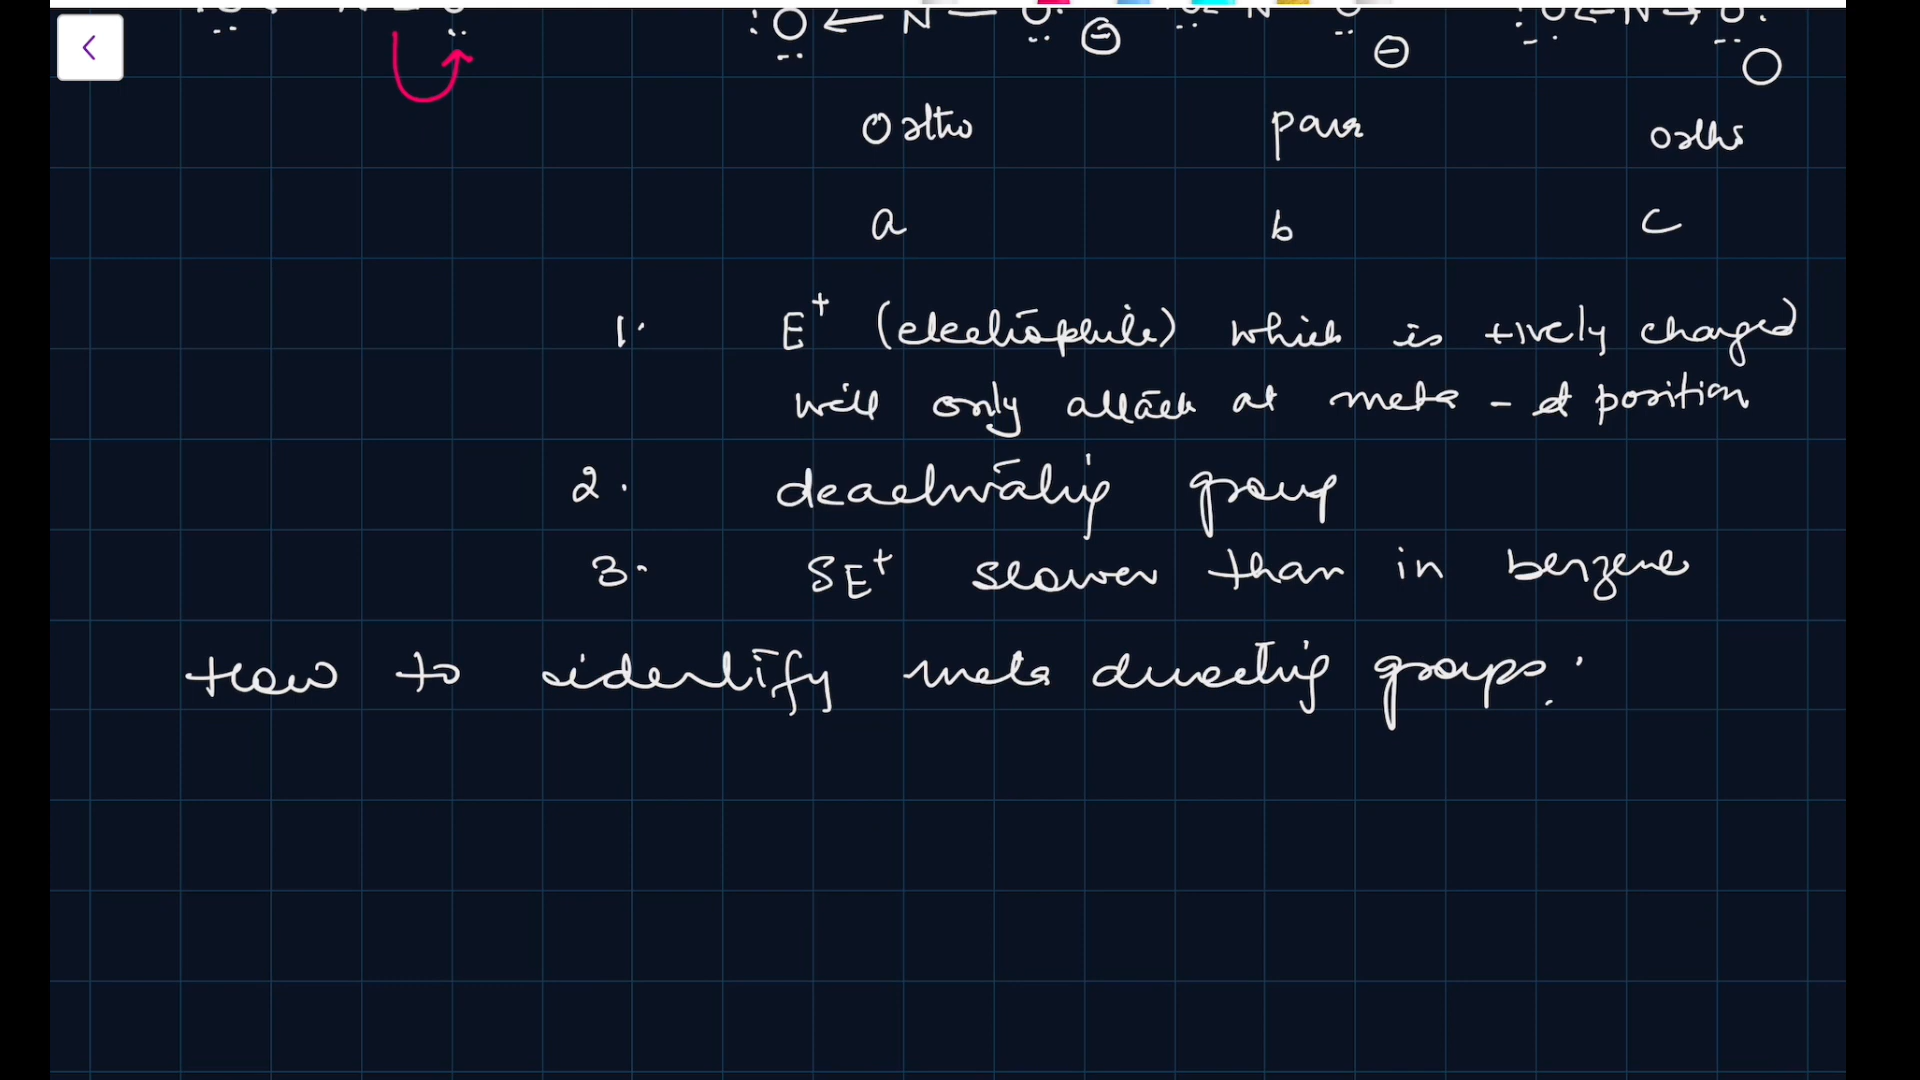 :O ← N — O: ⊖ N ⊖ :O ← N → O:
Ortho para ortho
a b c
1. E⁺ (electrophile) which is +ively charged
will only attack at meta - position
2. deactivating group
3. SE⁺ slower than in benzene
How to identify meta directing groups: